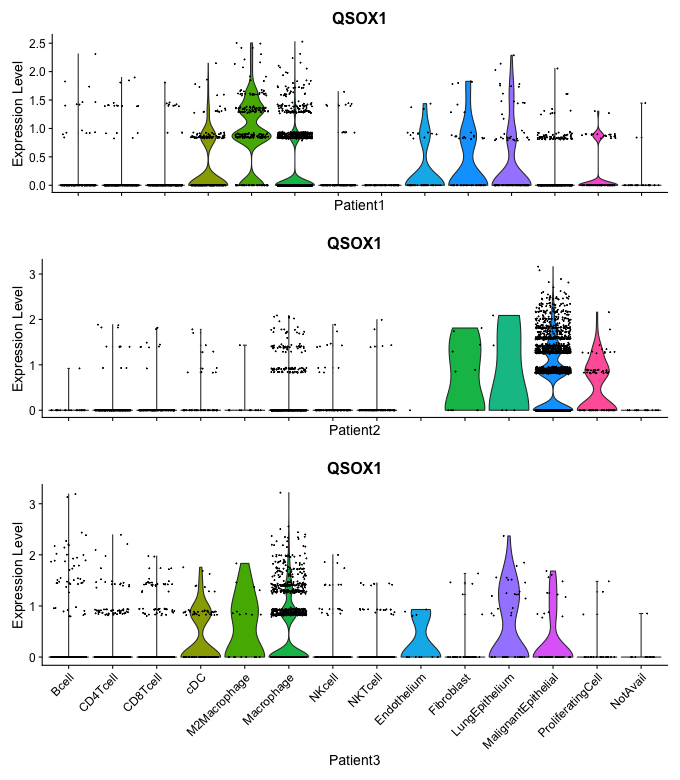 QSOX1
Expression Level
2.5
2.0
1.5
1.0
0.5
0.0
Patient1
QSOX1
Expression Level
3
2
1
0
Patient2
QSOX1
Expression Level
3
2
1
0
Bcell
CD4Tcell
CD8Tcell
cDC
M2Macrophage
Macrophage
NKcell
NKTcell
Endothelium
Fibroblast
LungEpithelium
MalignantEpithelial
ProliferatingCell
NotAvail
Patient3